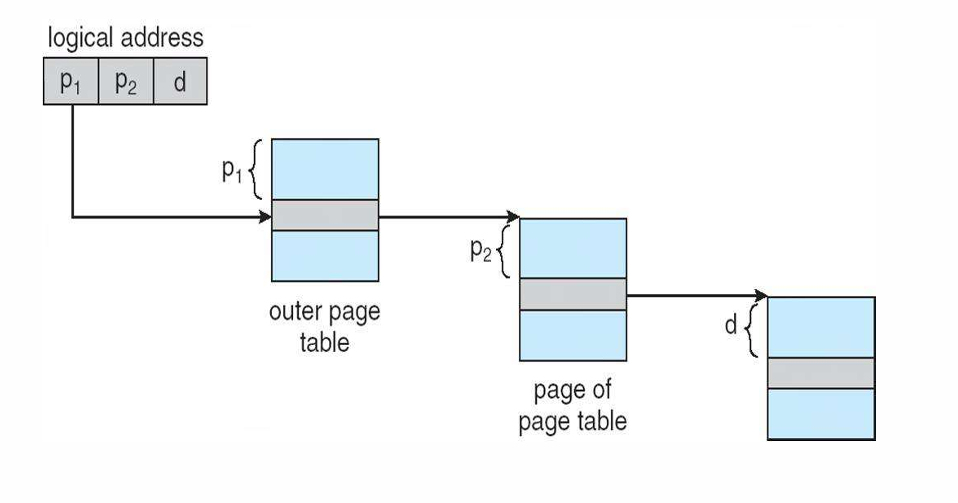 logical address
p₁ p₂ d
p₁
outer page
table
p₂
page of
page table
d